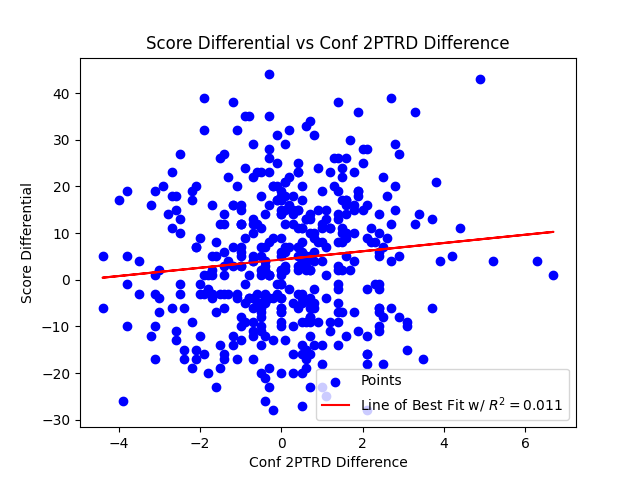 Score Differential vs Conf 2PTRD Difference
Score Differential
40
30
20
10
0
−10
−20
−30
−4
−2
0
2
4
6
Conf 2PTRD Difference
Points
Line of Best Fit w/ R² = 0.011